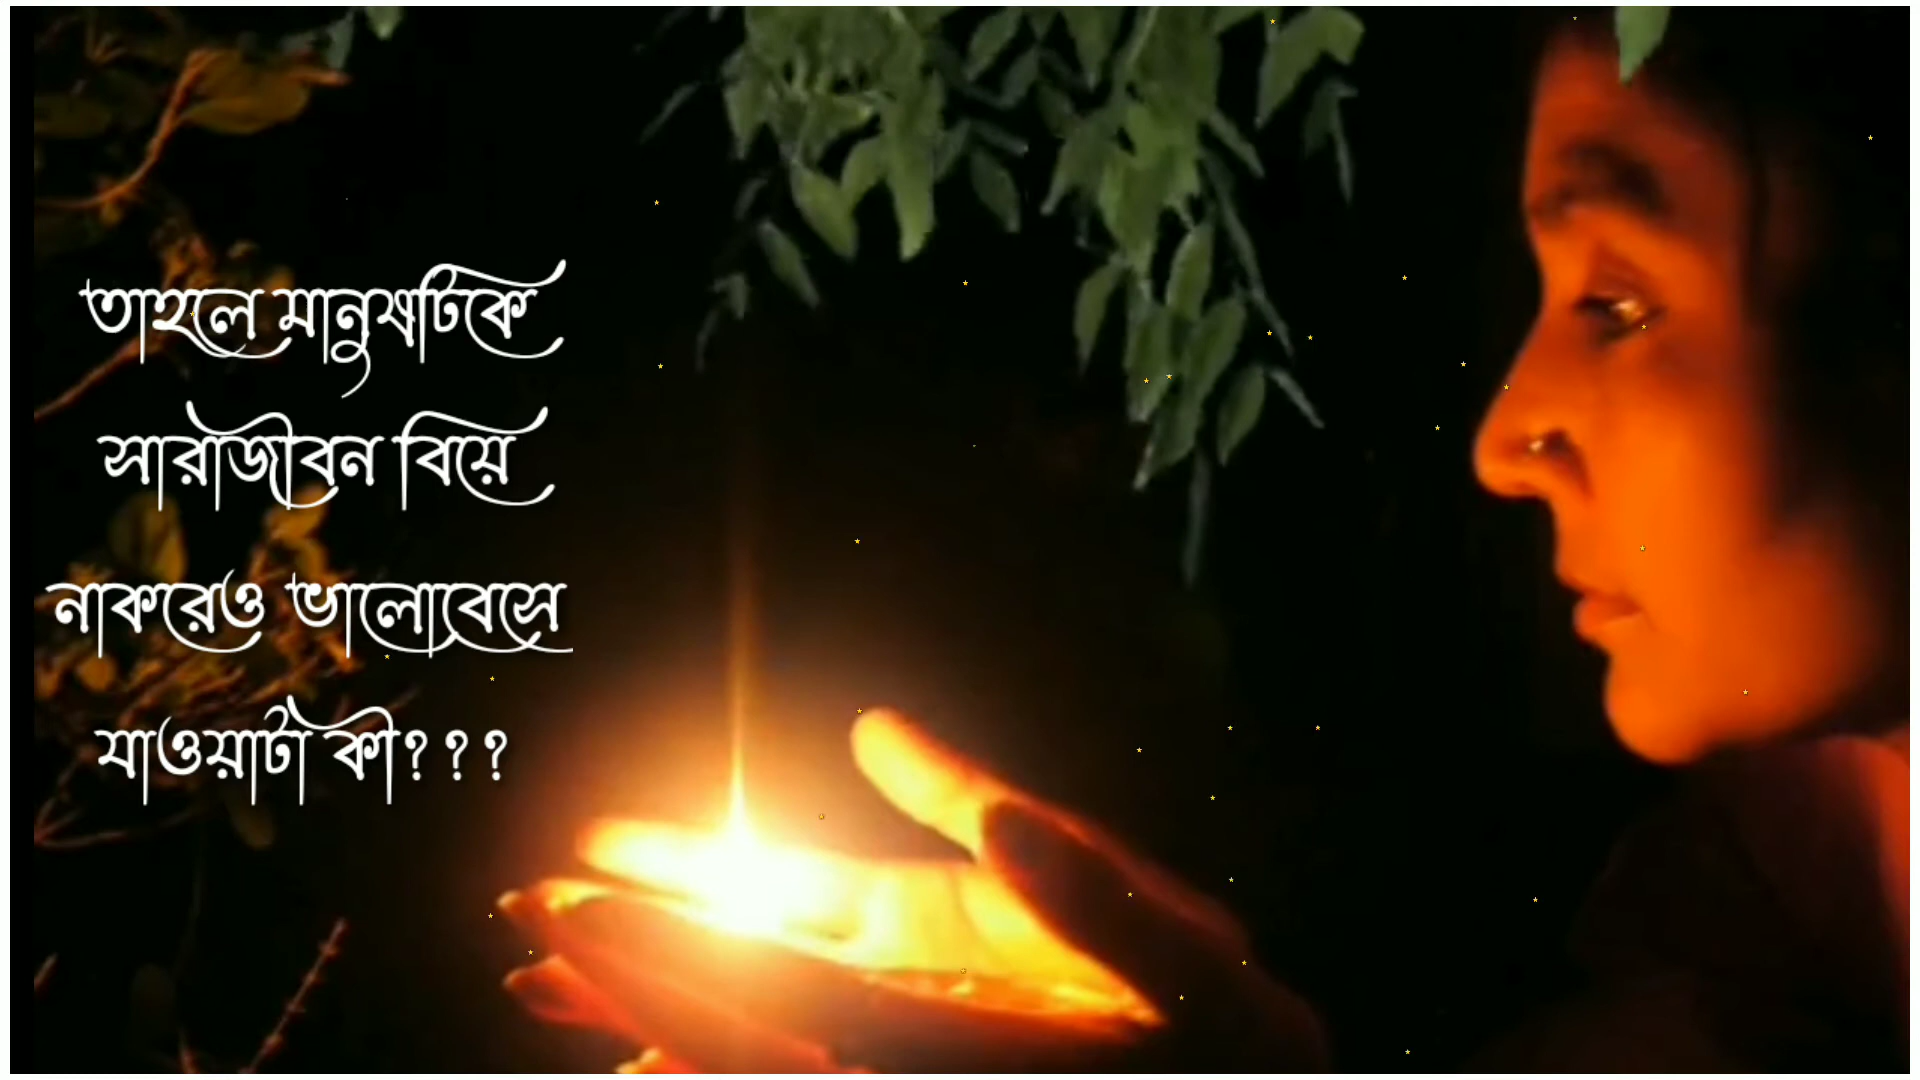 তাহলে মানুষটিকে
সারাজীবন বিয়ে
নাকরেও ভালোবেসে
যাওয়াটা কী???